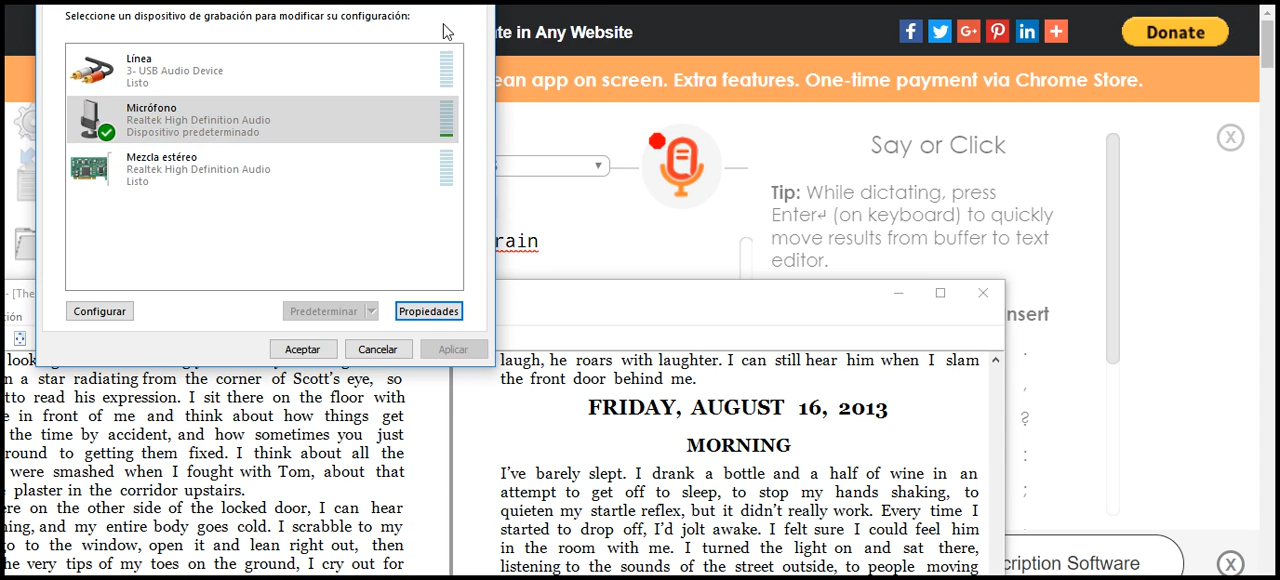 Seleccione un dispositivo de grabación para modificar su configuración:
Línea
3- USB Audio Device
Listo
Micrófono
Realtek High Definition Audio
Dispositivo predeterminado
Mezcla estéreo
Realtek High Definition Audio
Listo
Configurar
Predeterminar
Propiedades
Aceptar
Cancelar
Aplicar
in Any Website
Donate
app on screen. Extra features. One-time payment via Chrome Store.
Say or Click
Tip: While dictating, press
Enter↵ (on keyboard) to quickly
move results from buffer to text
editor.
rain
nsert
.
,
?
:
;
- [The
ción
a star radiating from the corner of Scott's eye, so
to read his expression. I sit there on the floor with
in front of me and think about how things get
the time by accident, and how sometimes you just
round to getting them fixed. I think about all the
were smashed when I fought with Tom, about that
plaster in the corridor upstairs.
re on the other side of the locked door, I can hear
ning, and my entire body goes cold. I scrabble to my
go to the window, open it and lean right out, then
he very tips of my toes on the ground, I cry out for
laugh, he roars with laughter. I can still hear him when I slam
the front door behind me.
FRIDAY, AUGUST 16, 2013
MORNING
I've barely slept. I drank a bottle and a half of wine in an
attempt to get off to sleep, to stop my hands shaking, to
quieten my startle reflex, but it didn't really work. Every time I
started to drop off, I'd jolt awake. I felt sure I could feel him
in the room with me. I turned the light on and sat there,
listening to the sounds of the street outside, to people moving
cription Software